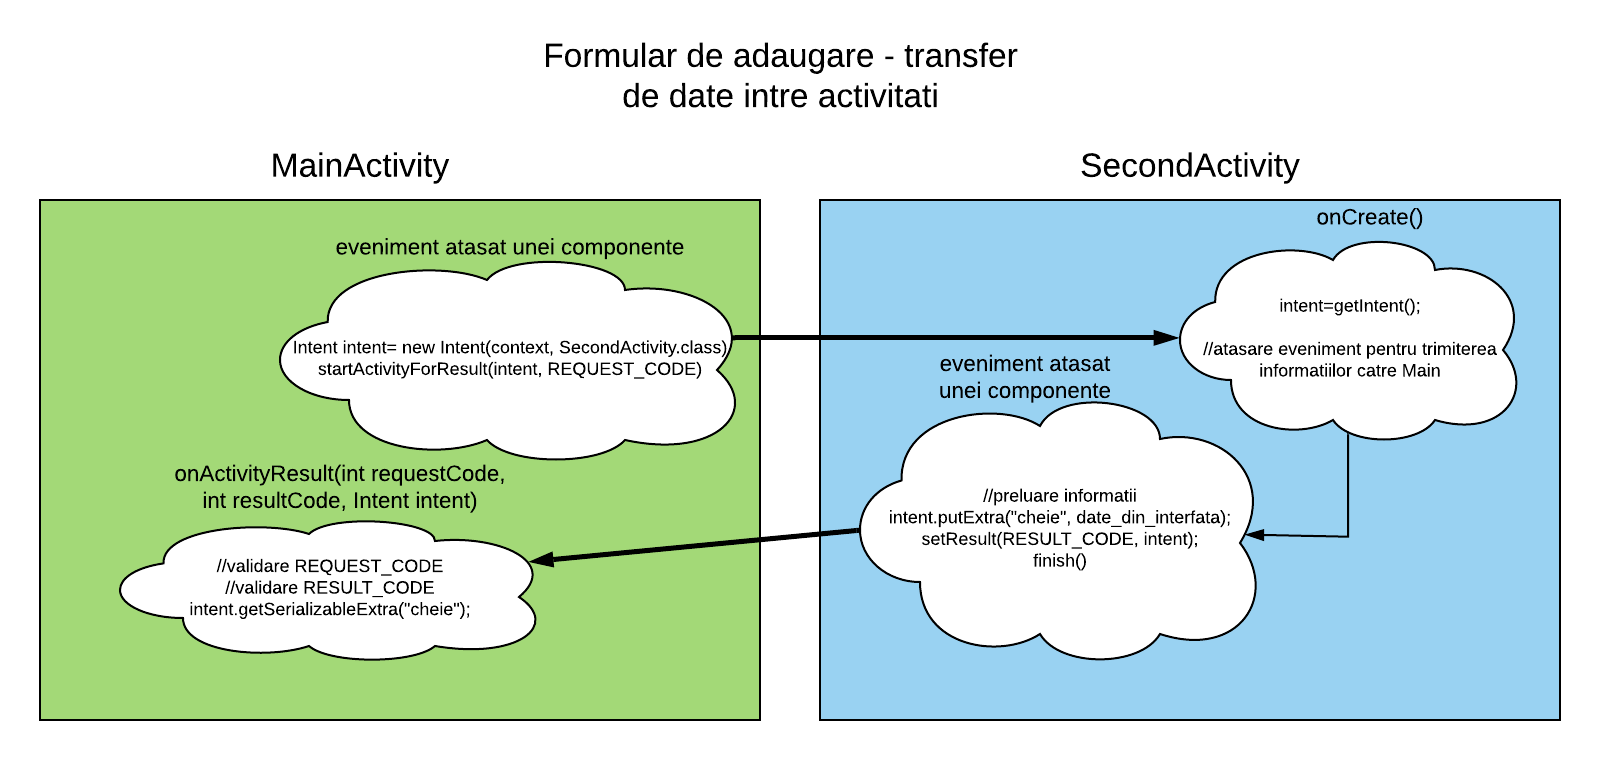 Formular de adaugare - transfer
de date intre activitati
MainActivity
eveniment atasat unei componente
Intent intent= new Intent(context, SecondActivity.class)
startActivityForResult(intent, REQUEST_CODE)
onActivityResult(int requestCode,
int resultCode, Intent intent)
//validare REQUEST_CODE
//validare RESULT_CODE
intent.getSerializableExtra("cheie");
SecondActivity
onCreate()
intent=getIntent();
//atasare eveniment pentru trimiterea
informatiilor catre Main
eveniment atasat
unei componente
//preluare informatii
intent.putExtra("cheie", date_din_interfata);
setResult(RESULT_CODE, intent);
finish()